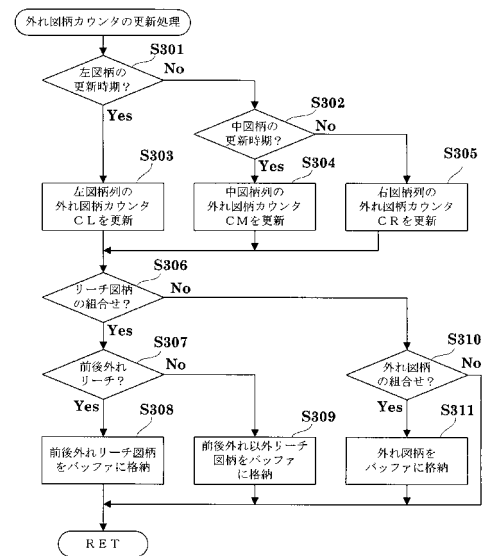 外れ図柄カウンタの更新処理
S301
左図柄の
更新時期?
No
Yes
S302
中図柄の
更新時期?
No
Yes
S303
S304
S305
左図柄列の
外れ図柄カウンタ
CLを更新
中図柄列の
外れ図柄カウンタ
CMを更新
右図柄列の
外れ図柄カウンタ
CRを更新
S306
リーチ図柄
の組合せ?
No
Yes
S307
前後外れ
リーチ?
No
Yes
S310
外れ図柄
の組合せ?
No
Yes
S308
S309
S311
前後外れリーチ図柄
をバッファに格納
前後外れ以外リーチ
図柄をバッファ
に格納
外れ図柄を
バッファに格納
RET